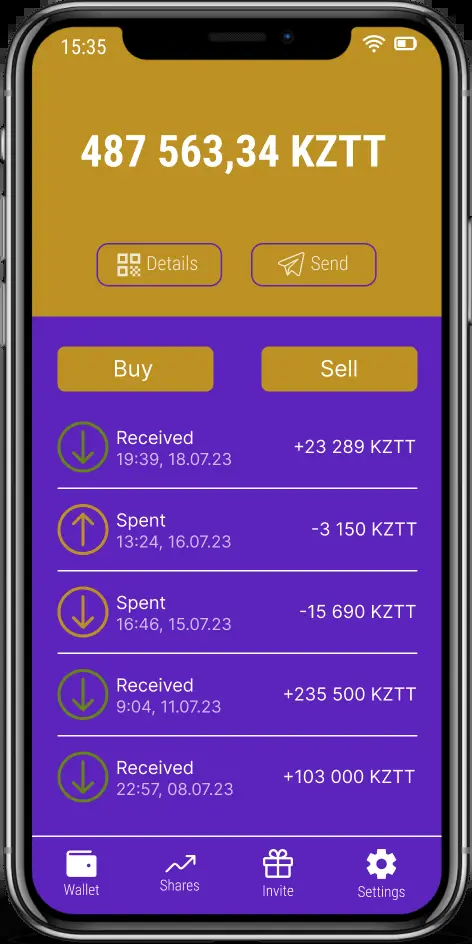 15:35
487 563,34 KZTT
Details
Send
Buy
Sell
Received
+23 289 KZTT
19:39, 18.07.23
Spent
-3 150 KZTT
13:24, 16.07.23
Spent
-15 690 KZTT
16:46, 15.07.23
Received
+235 500 KZTT
9:04, 11.07.23
Received
+103 000 KZTT
22:57, 08.07.23
Wallet
Shares
Invite
Settings